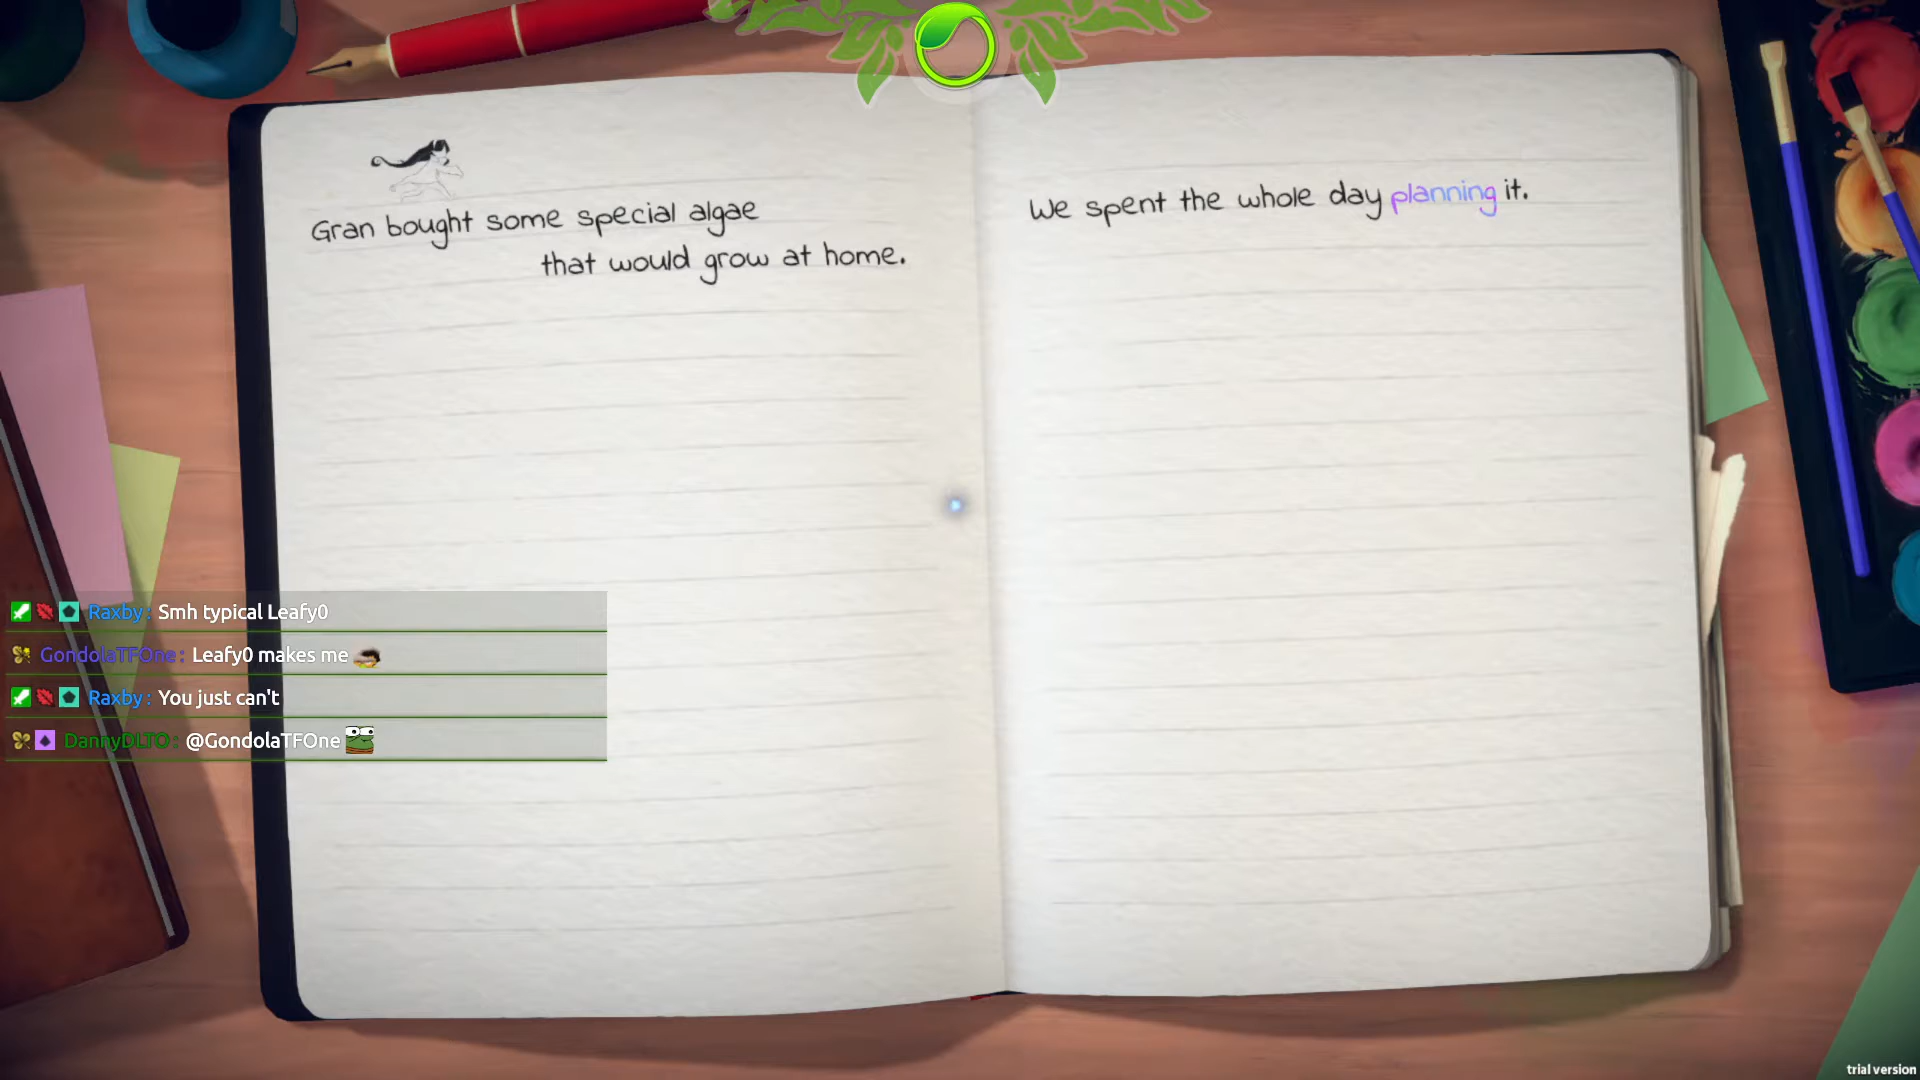 Gran bought some special algae
that would grow at home.
We spent the whole day planning it.
Raxby: Smh typical Leafy0
GondolaTFOne: Leafy0 makes me
Raxby: You just can't
DannyDLTO: @GondolaTFOne
trial version